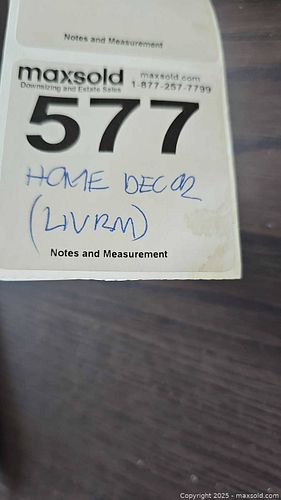 Notes and Measurement
maxsold
maxsold.com
Downsizing and Estate Sales
1-877-257-7799
577
HOME DECOR
(LIVRM)
Notes and Measurement
Copyright 2025 - maxsold.com